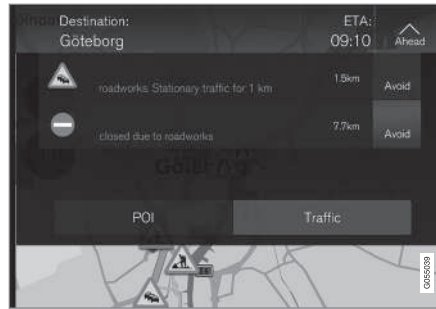 Destination: ETA:
Göteborg 09:10 Ahead
roadworks. Stationary traffic for 1 km 1.5km Avoid
closed due to roadworks 7.7km Avoid
POI Traffic
G055039